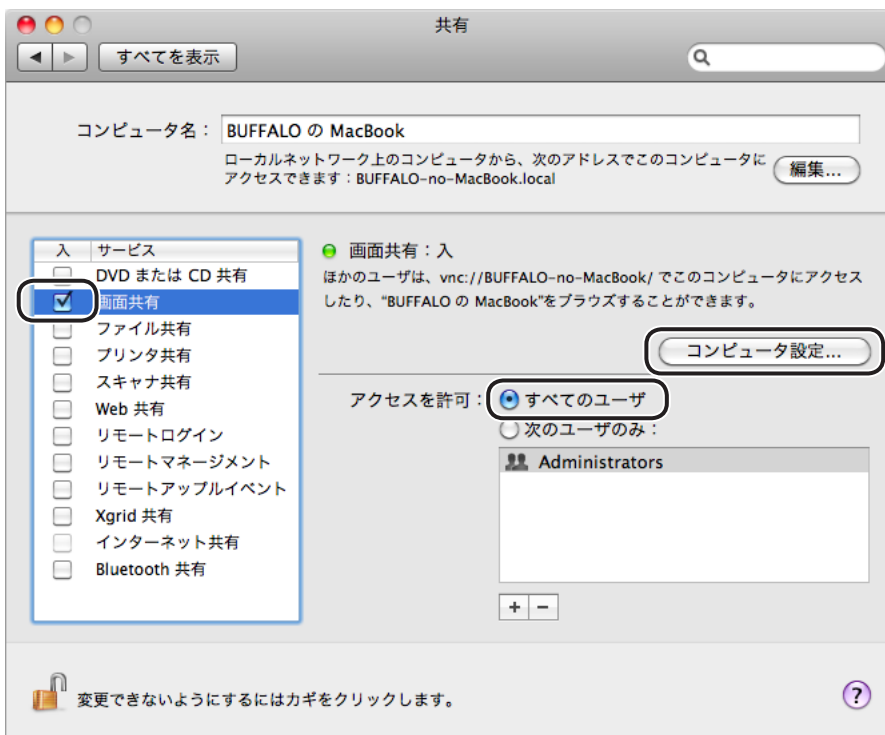 共有
すべてを表示
コンピュータ名： BUFFALO の MacBook
ローカルネットワーク上のコンピュータから、次のアドレスでこのコンピュータに
アクセスできます：BUFFALO-no-MacBook.local
編集...
入 サービス
DVD または CD 共有
画面共有
ファイル共有
プリンタ共有
スキャナ共有
Web 共有
リモートログイン
リモートマネージメント
リモートアップルイベント
Xgrid 共有
インターネット共有
Bluetooth 共有
画面共有：入
ほかのユーザは、vnc://BUFFALO-no-MacBook/ でこのコンピュータにアクセス
したり、“BUFFALO の MacBook”をブラウズすることができます。
コンピュータ設定...
アクセスを許可： すべてのユーザ
次のユーザのみ：
Administrators
+ −
変更できないようにするにはカギをクリックします。
?